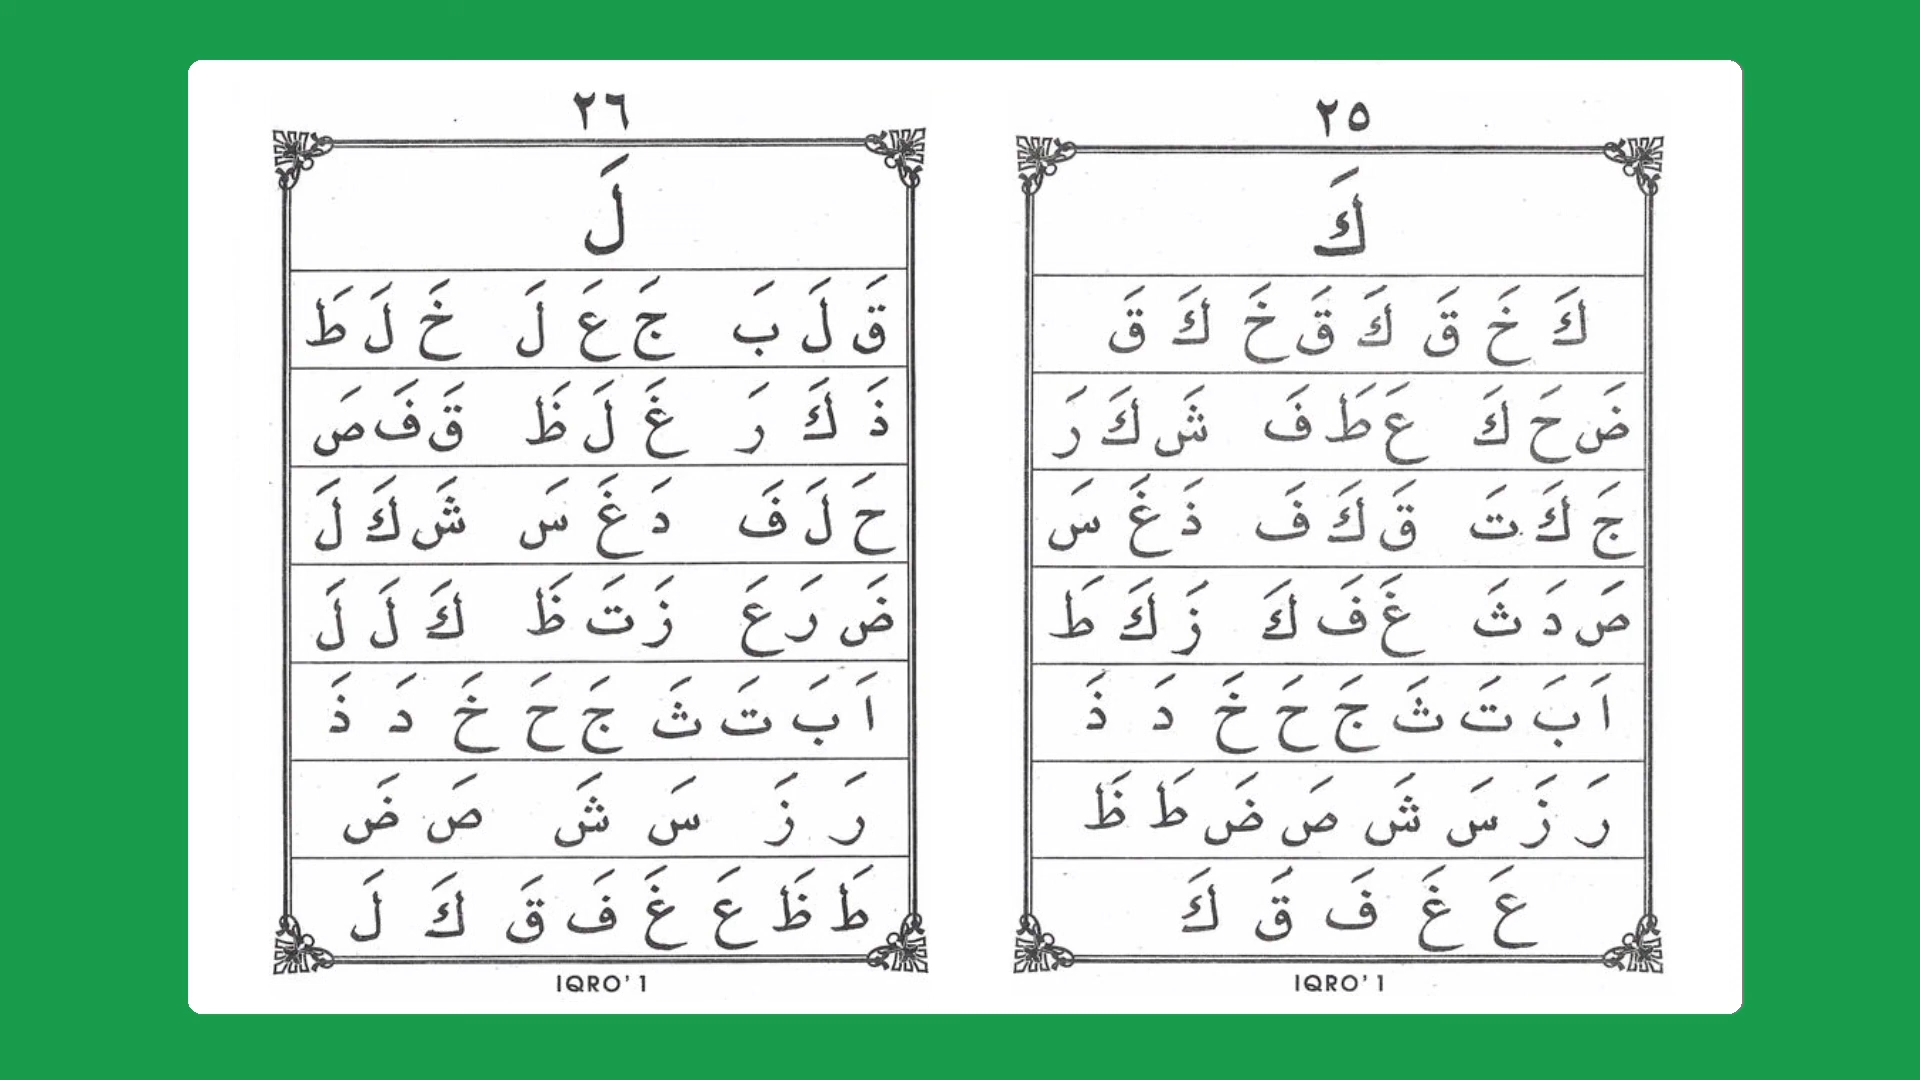 ٢٥
كَ
كَ خَ قَ كَ قَ خَ كَ قَ
ضَ حَ كَ عَ طَ فَ شَ كَ رَ
جَ كَ تَ قَ كَ فَ ذَ غَ سَ
صَ دَ ثَ غَ فَ كَ زَ كَ طَ
اَ بَ تَ ثَ جَ حَ خَ دَ ذَ
رَ زَ سَ شَ صَ ضَ طَ ظَ
عَ غَ فَ قَ كَ
IQRO' 1
٢٦
لَ
قَ لَ بَ جَ عَ لَ خَ لَ طَ
ذَ كَ رَ غَ لَ ظَ قَ فَ صَ
حَ لَ فَ دَ غَ سَ شَ كَ لَ
ضَ رَ عَ زَ تَ ظَ كَ لَ لَ
اَ بَ تَ ثَ جَ حَ خَ دَ ذَ
رَ زَ سَ شَ صَ ضَ
طَ ظَ عَ غَ فَ قَ كَ لَ
IQRO' 1